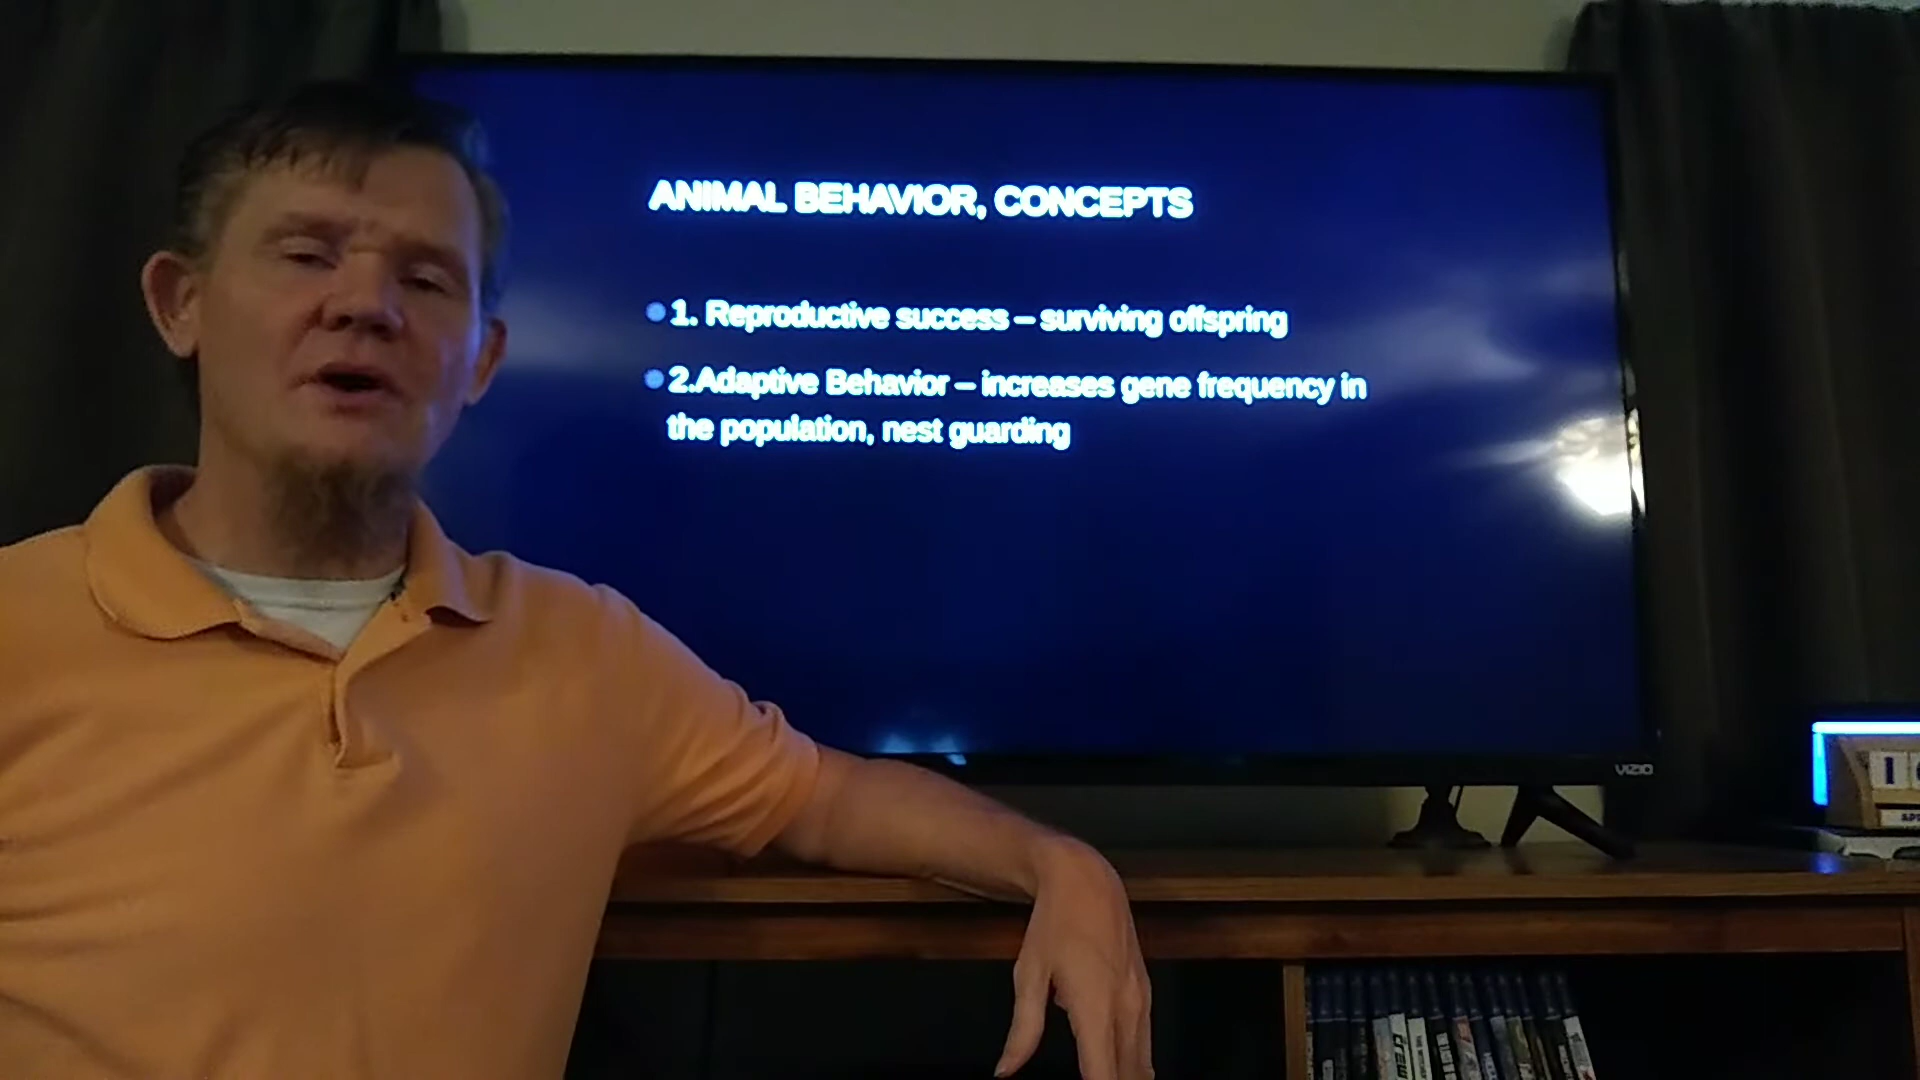 ANIMAL BEHAVIOR, CONCEPTS
1. Reproductive success – surviving offspring
2.Adaptive Behavior – increases gene frequency in
the population, nest guarding
VIZIO
1